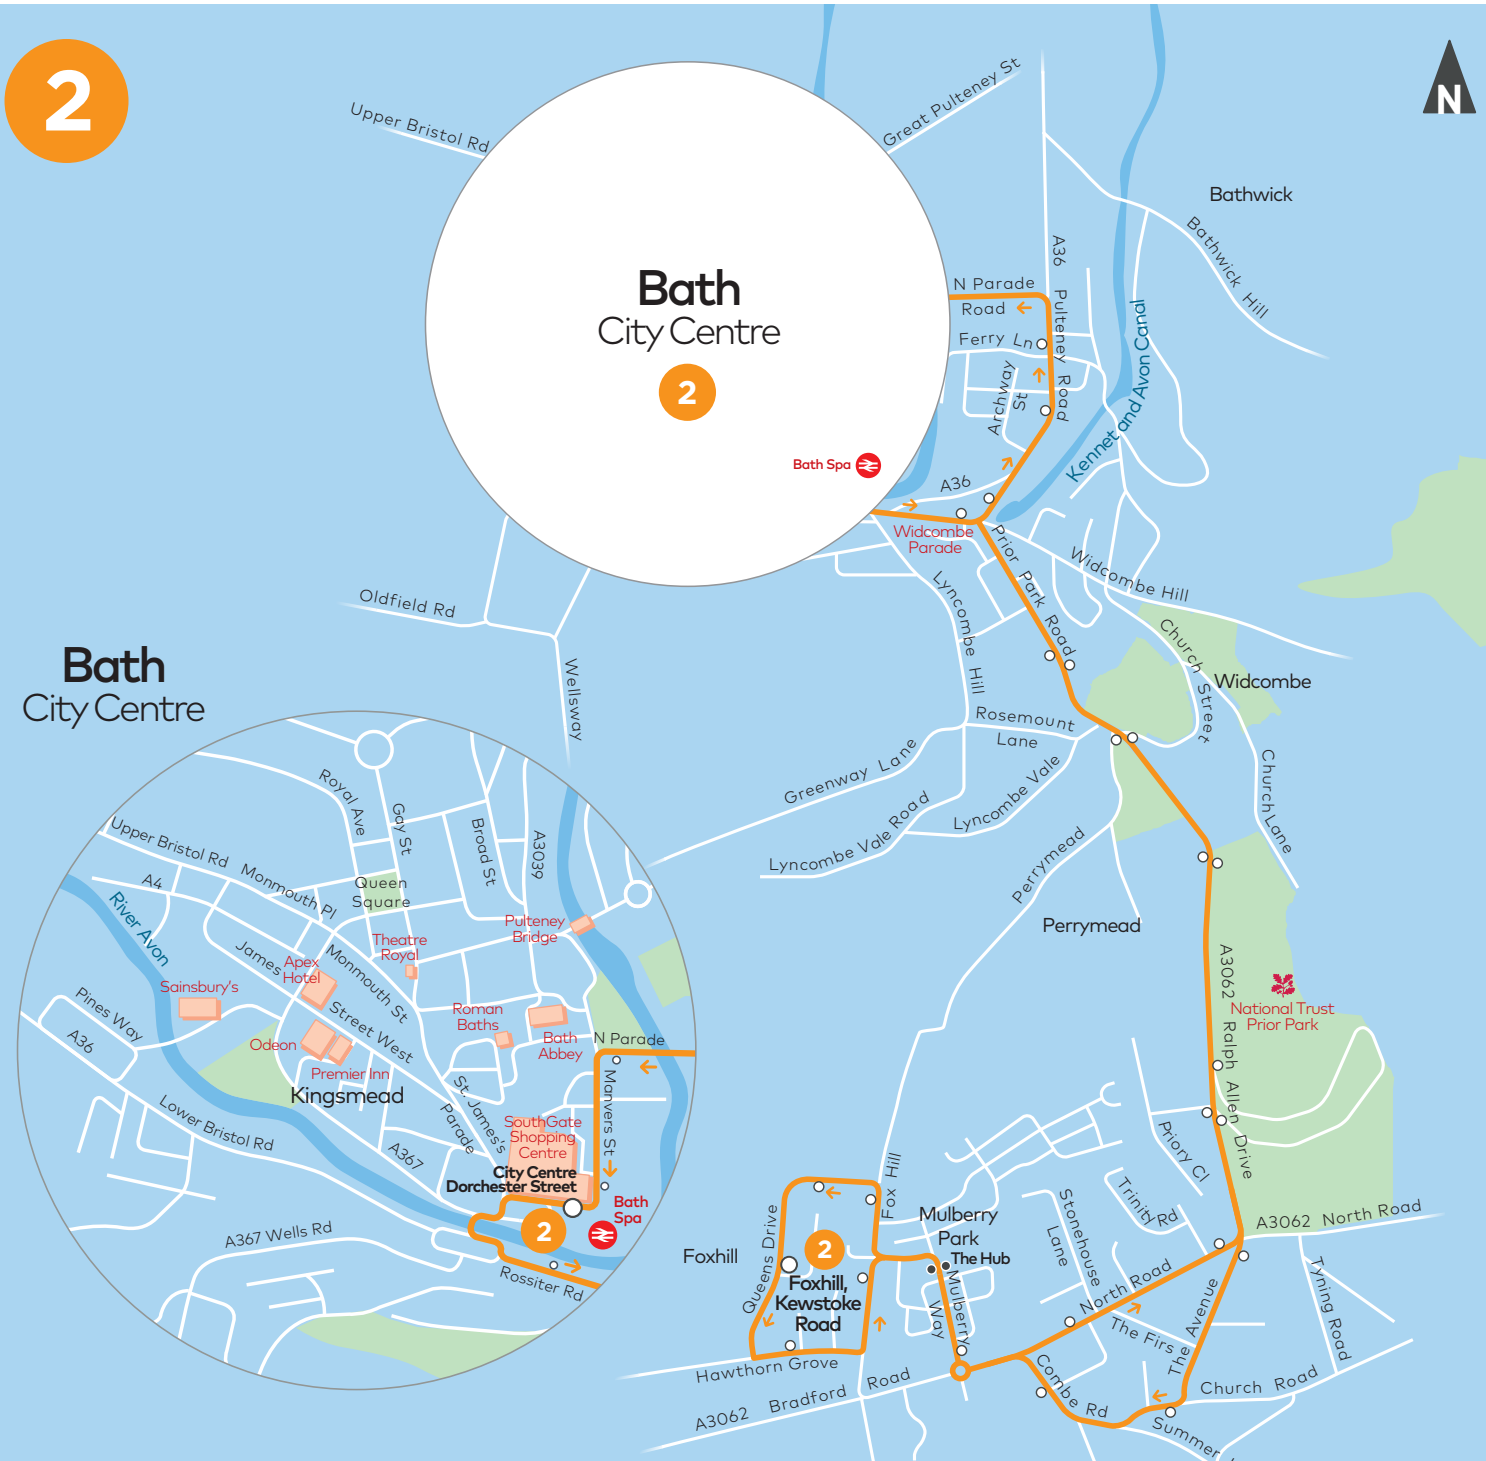 2
N
Upper Bristol Rd
Great Pulteney St
Bathwick
Bathwick Hill
Bath
City Centre
2
Bath Spa
A36 Pulteney Road
N Parade
Road
Ferry Ln
Archway
St
Kennet and Avon Canal
A36
Widcombe
Parade
Prior Park Road
Widcombe Hill
Lyncombe Hill
Church Street
Widcombe
Oldfield Rd
Wellsway
Rosemount
Lane
Greenway Lane
Lyncombe Vale
Lyncombe Vale Road
Church Lane
Perrymead
Perrymead
A3062 Ralph Allen Drive
National Trust
Prior Park
Bath
City Centre
Royal Ave
Gay St
Broad St
A3039
Upper Bristol Rd
Monmouth Pl
A4
River Avon
Queen
Square
Pulteney
Bridge
Theatre
Royal
James Street West
Apex
Hotel
Monmouth St
Sainsbury's
Pines Way
A36
Roman
Baths
Bath
Abbey
N Parade
Odeon
Premier Inn
Kingsmead
Manvers St
St. James's
Parade
Lower Bristol Rd
A367
SouthGate
Shopping
Centre
City Centre
Dorchester Street
Bath
Spa
2
A367 Wells Rd
Rossiter Rd
Priory Cl
Trinity Rd
Stonehouse
Lane
Fox Hill
Mulberry
Park
The Hub
Mulberry
Way
Foxhill
Queens Drive
2
Foxhill,
Kewstoke
Road
Hawthorn Grove
A3062 Bradford Road
A3062 North Road
North Road
The Firs
The Avenue
Tyning Road
Church Road
Combe Rd
Summer